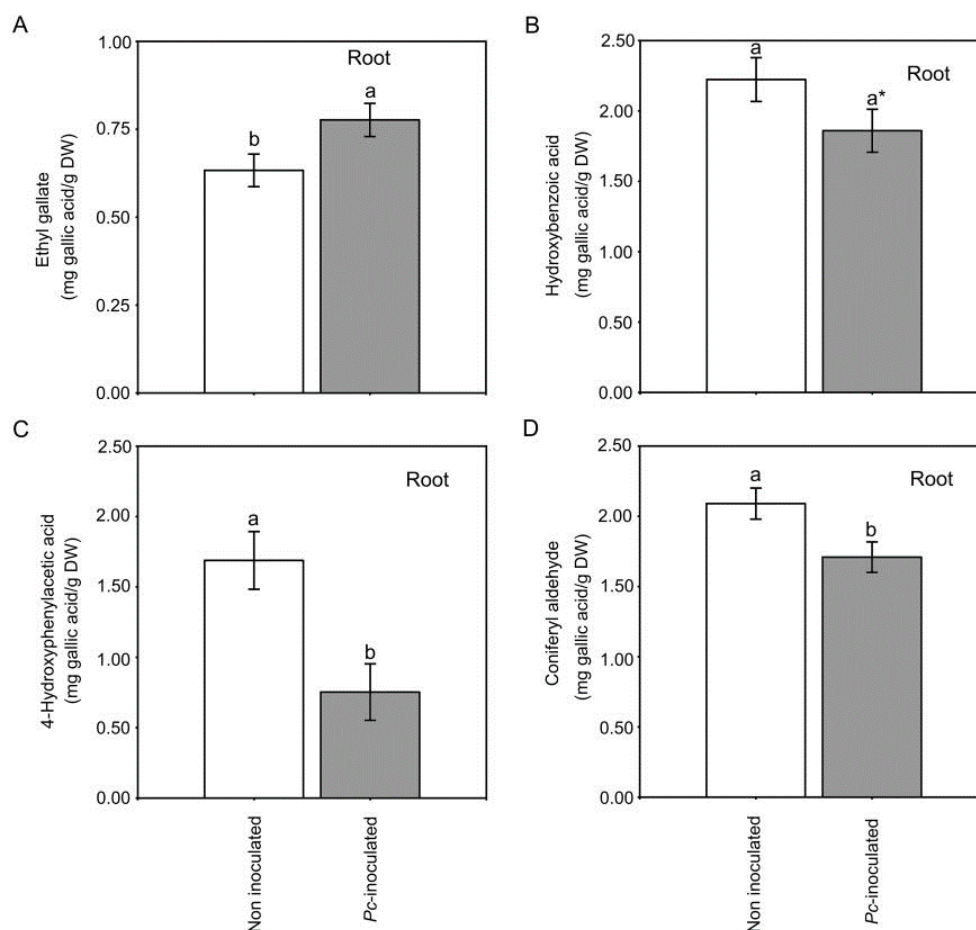 A
Ethyl gallate
(mg gallic acid/g DW)
1.00
0.75
0.50
0.25
0.00
Root
b
a
B
Hydroxybenzoic acid
(mg gallic acid/g DW)
2.50
2.00
1.50
2.00
0.50
0.00
Root
a
a*
C
4-Hydroxyphenylacetic acid
(mg gallic acid/g DW)
2.50
2.00
1.50
1.00
0.50
0.00
Root
a
b
Non inoculated
Pc-inoculated
D
Coniferyl aldehyde
(mg gallic acid/g DW)
2.50
2.00
1.50
1.00
0.50
0.00
Root
a
b
Non inoculated
Pc-inoculated